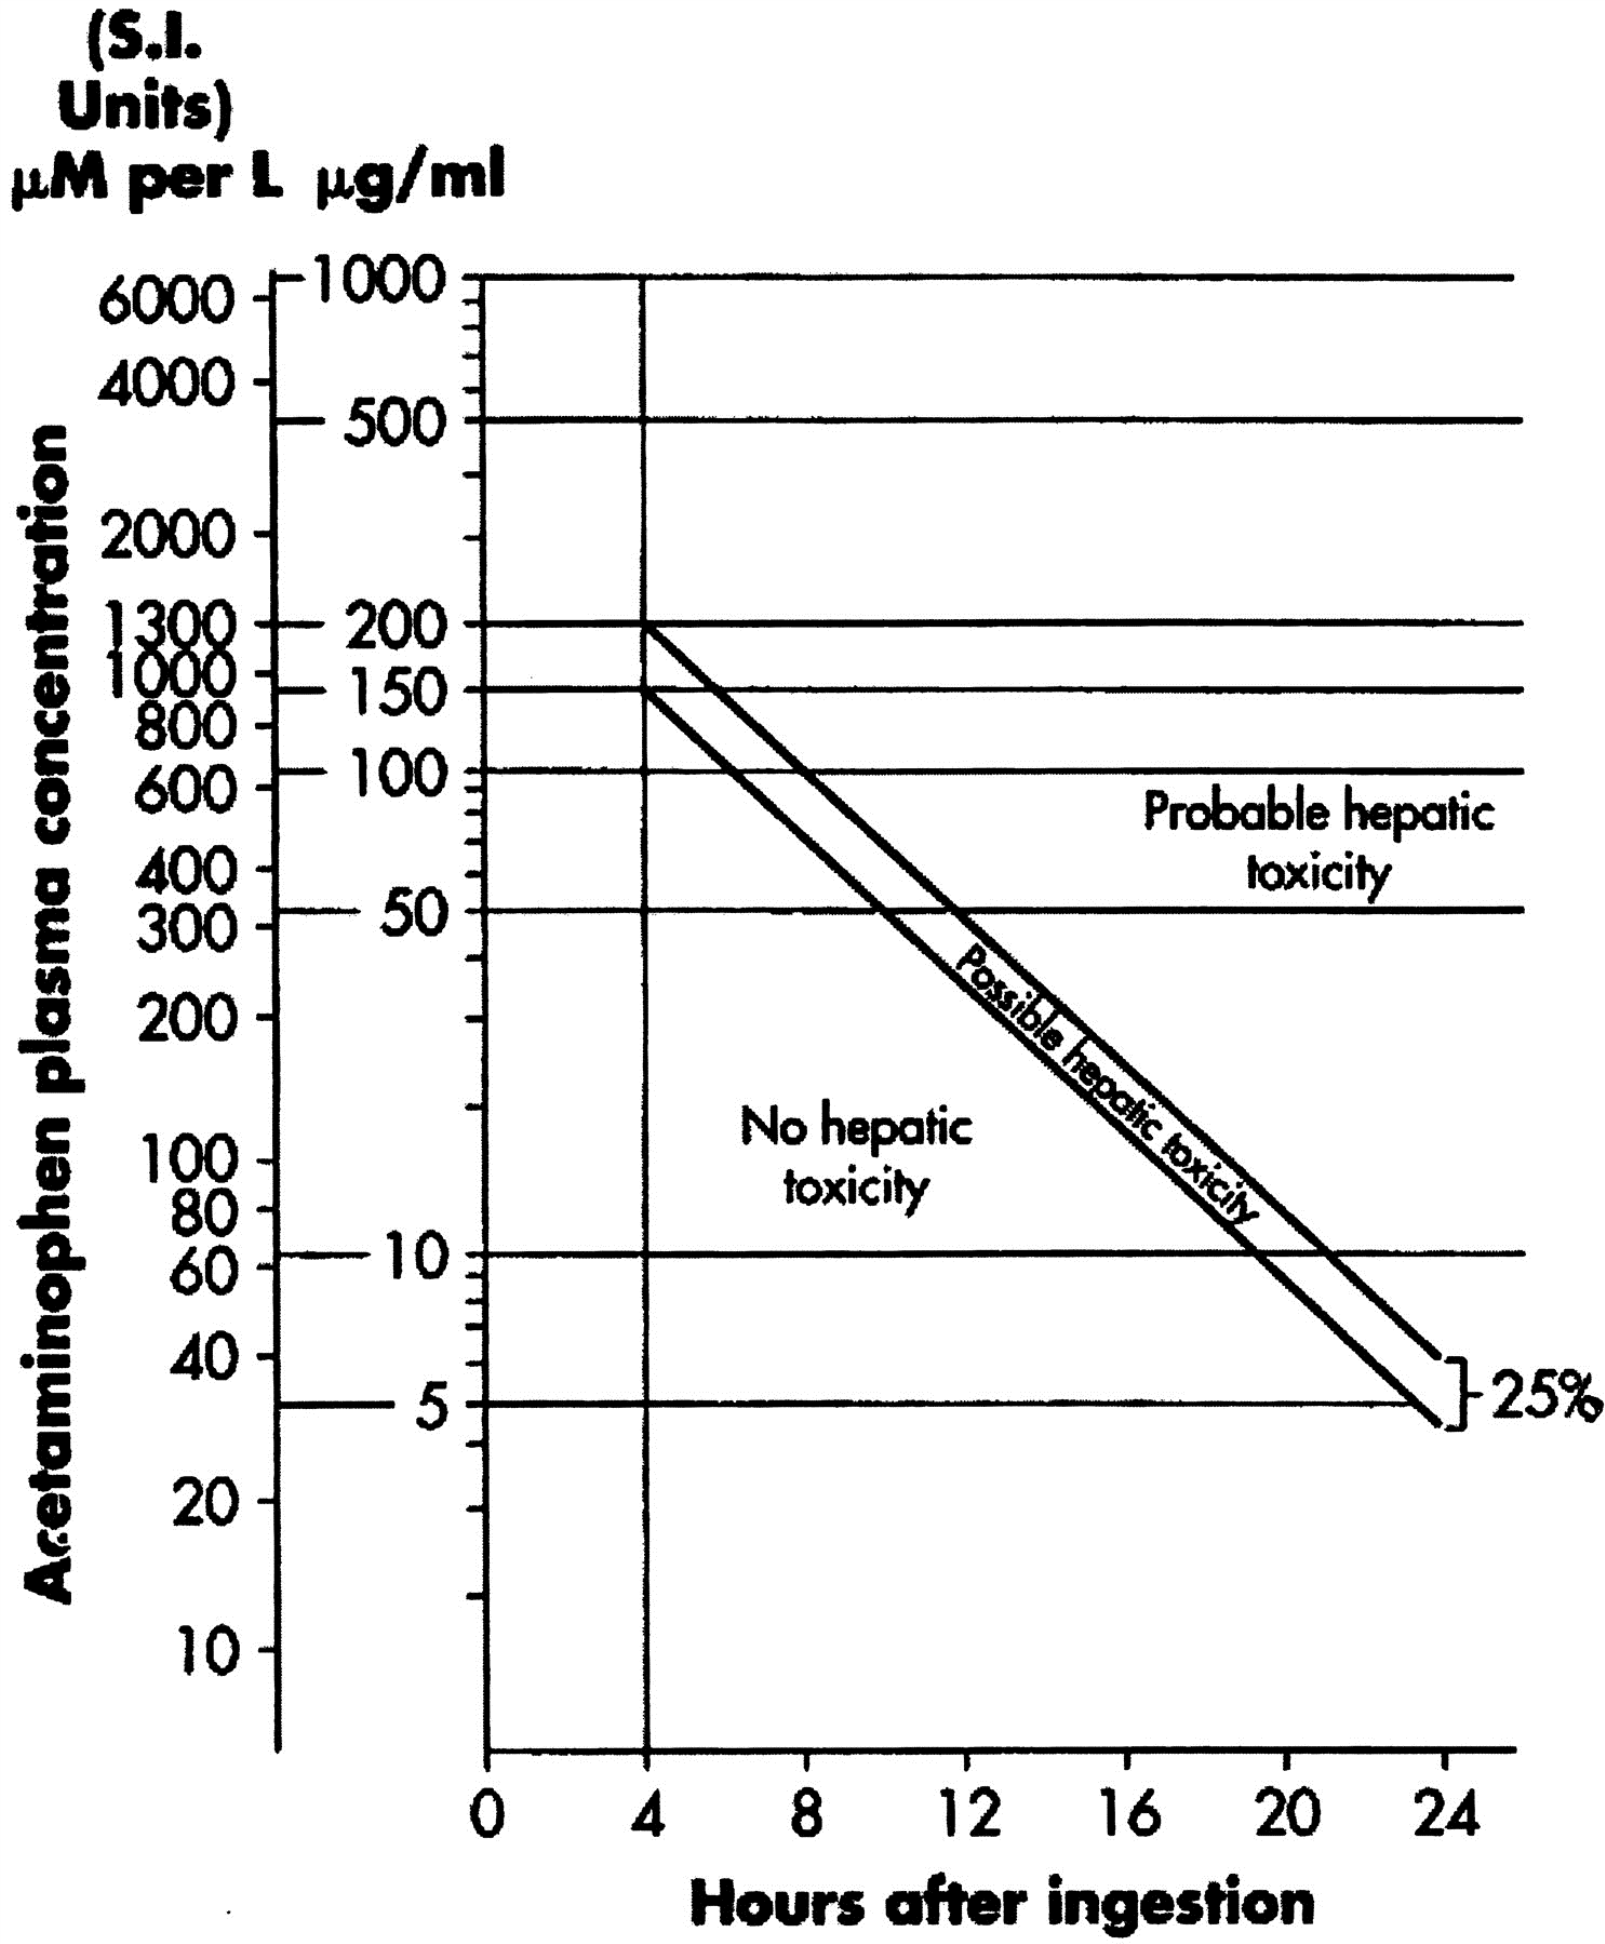 (S.I.
Units)
μM per L μg/ml
6000
4000
2000
1300
1000
800
600
400
300
200
100
80
60
40
20
10
1000
500
200
150
100
50
10
5
Acetaminophen plasma concentration
Probable hepatic
toxicity
Possible hepatic toxicity
No hepatic
toxicity
25%
0 4 8 12 16 20 24
Hours after ingestion